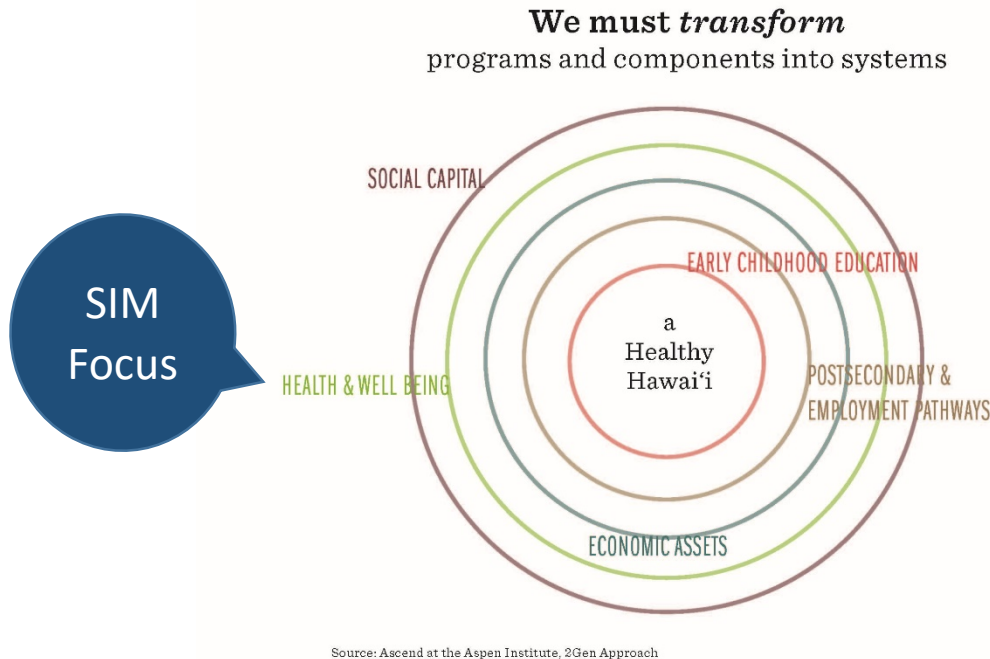 We must transform
programs and components into systems
SOCIAL CAPITAL
EARLY CHILDHOOD EDUCATION
SIM
Focus
a
Healthy
Hawaiʻi
HEALTH & WELL BEING
POSTSECONDARY &
EMPLOYMENT PATHWAYS
ECONOMIC ASSETS
Source: Ascend at the Aspen Institute, 2Gen Approach